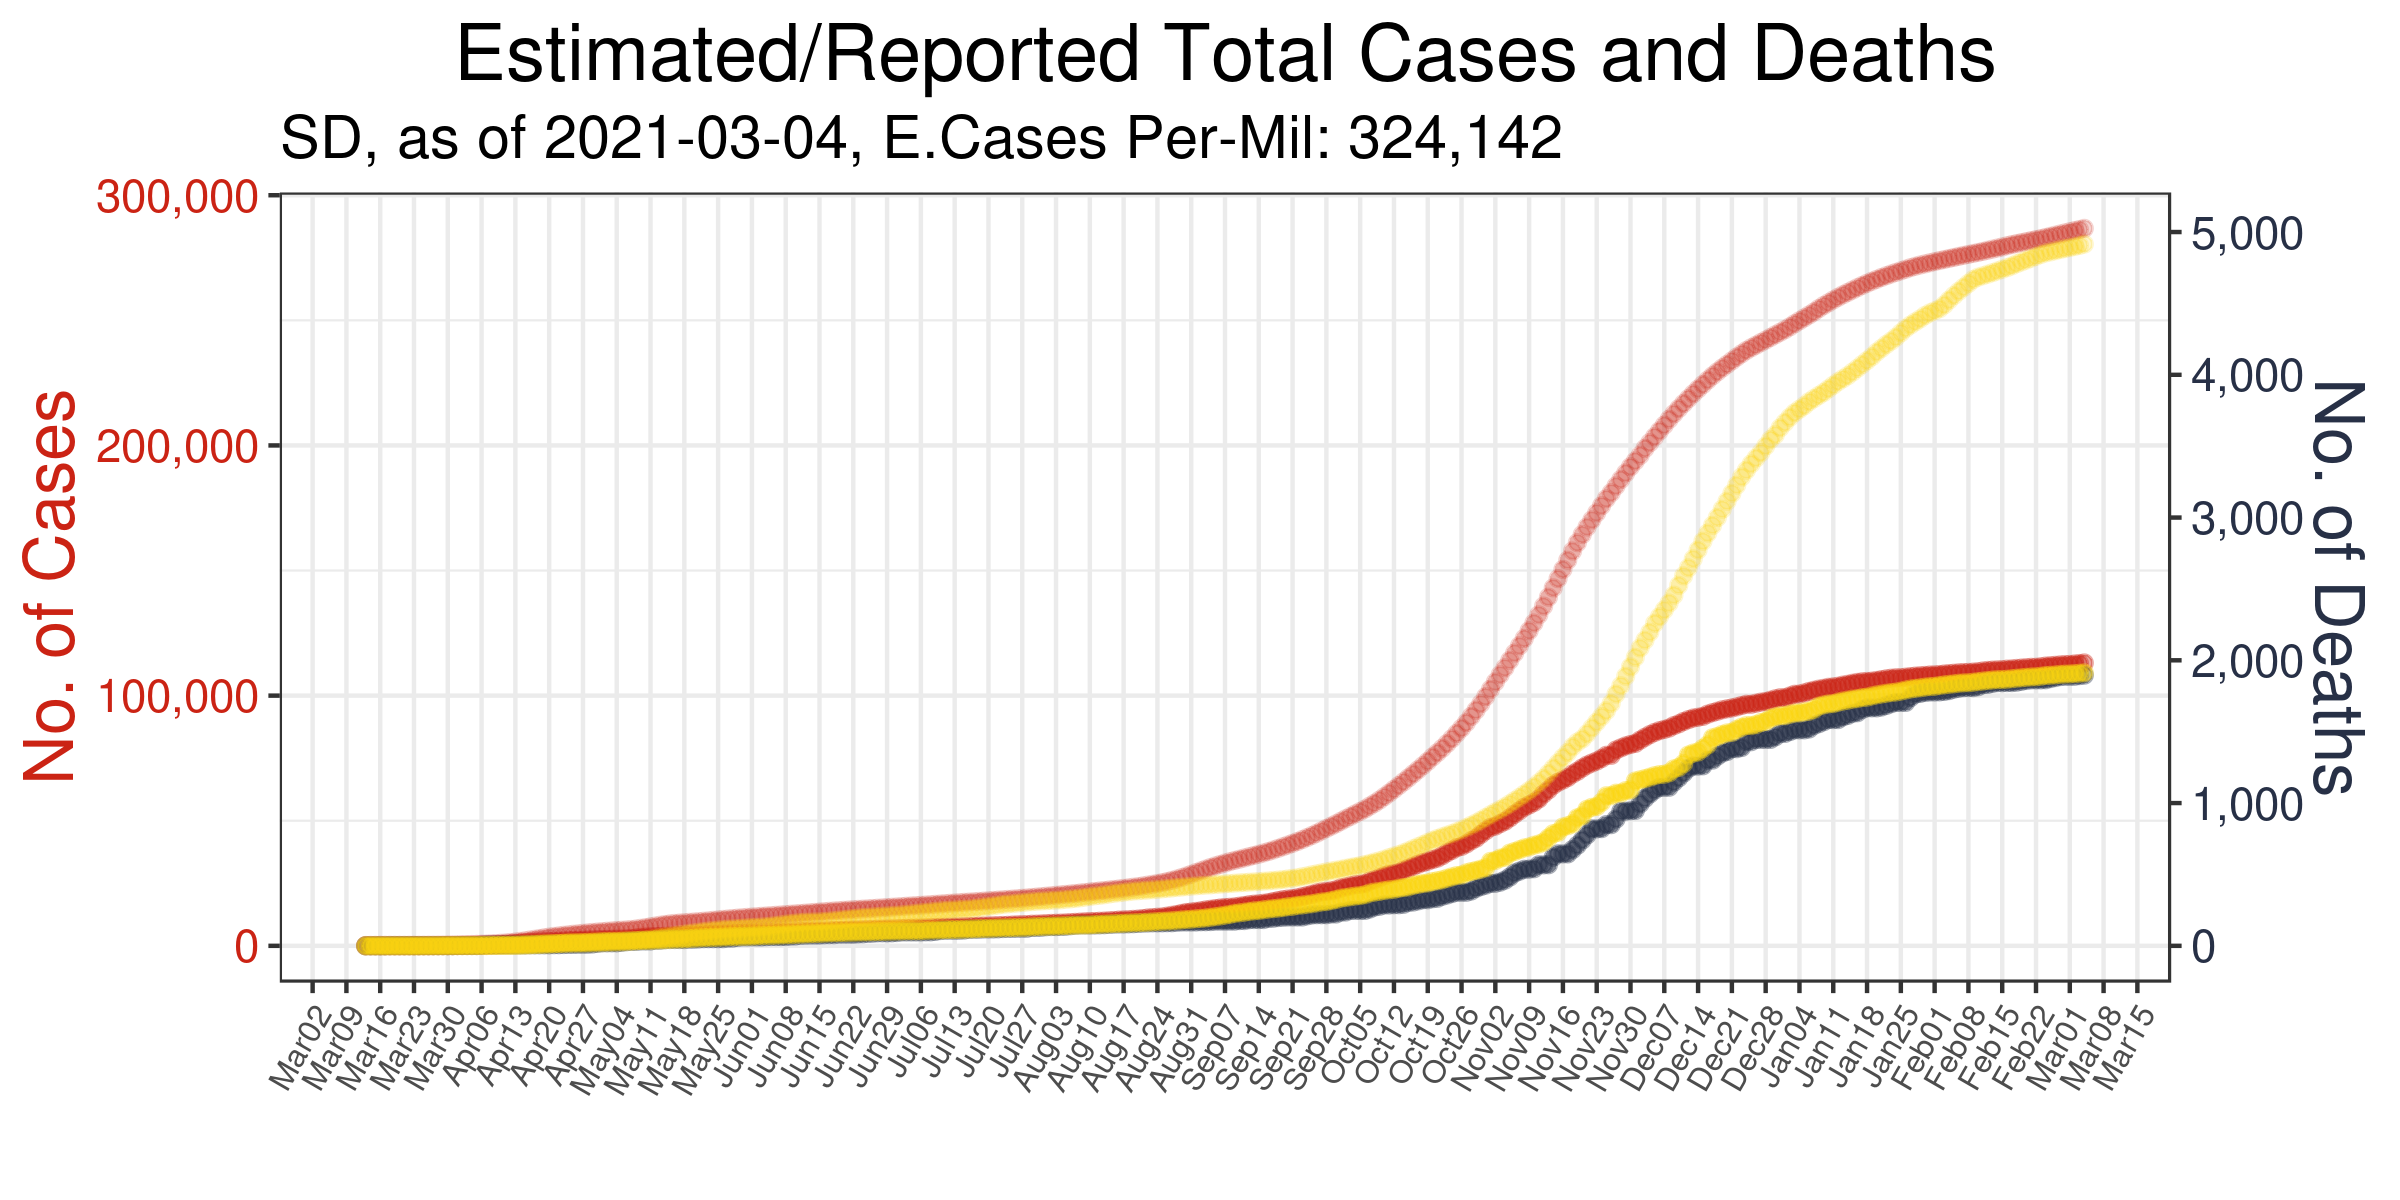 Estimated/Reported Total Cases and Deaths
SD, as of 2021-03-04, E.Cases Per-Mil: 324,142
No. of Cases
300,000
200,000
100,000
0
5,000
4,000
3,000
2,000
1,000
0
No. of Deaths
Mar02
Mar09
Mar16
Mar23
Mar30
Apr06
Apr13
Apr20
Apr27
May04
May11
May18
May25
Jun01
Jun08
Jun15
Jun22
Jun29
Jul06
Jul13
Jul20
Jul27
Aug03
Aug10
Aug17
Aug24
Aug31
Sep07
Sep14
Sep21
Sep28
Oct05
Oct12
Oct19
Oct26
Nov02
Nov09
Nov16
Nov23
Nov30
Dec07
Dec14
Dec21
Dec28
Jan04
Jan11
Jan18
Jan25
Feb01
Feb08
Feb15
Feb22
Mar01
Mar08
Mar15